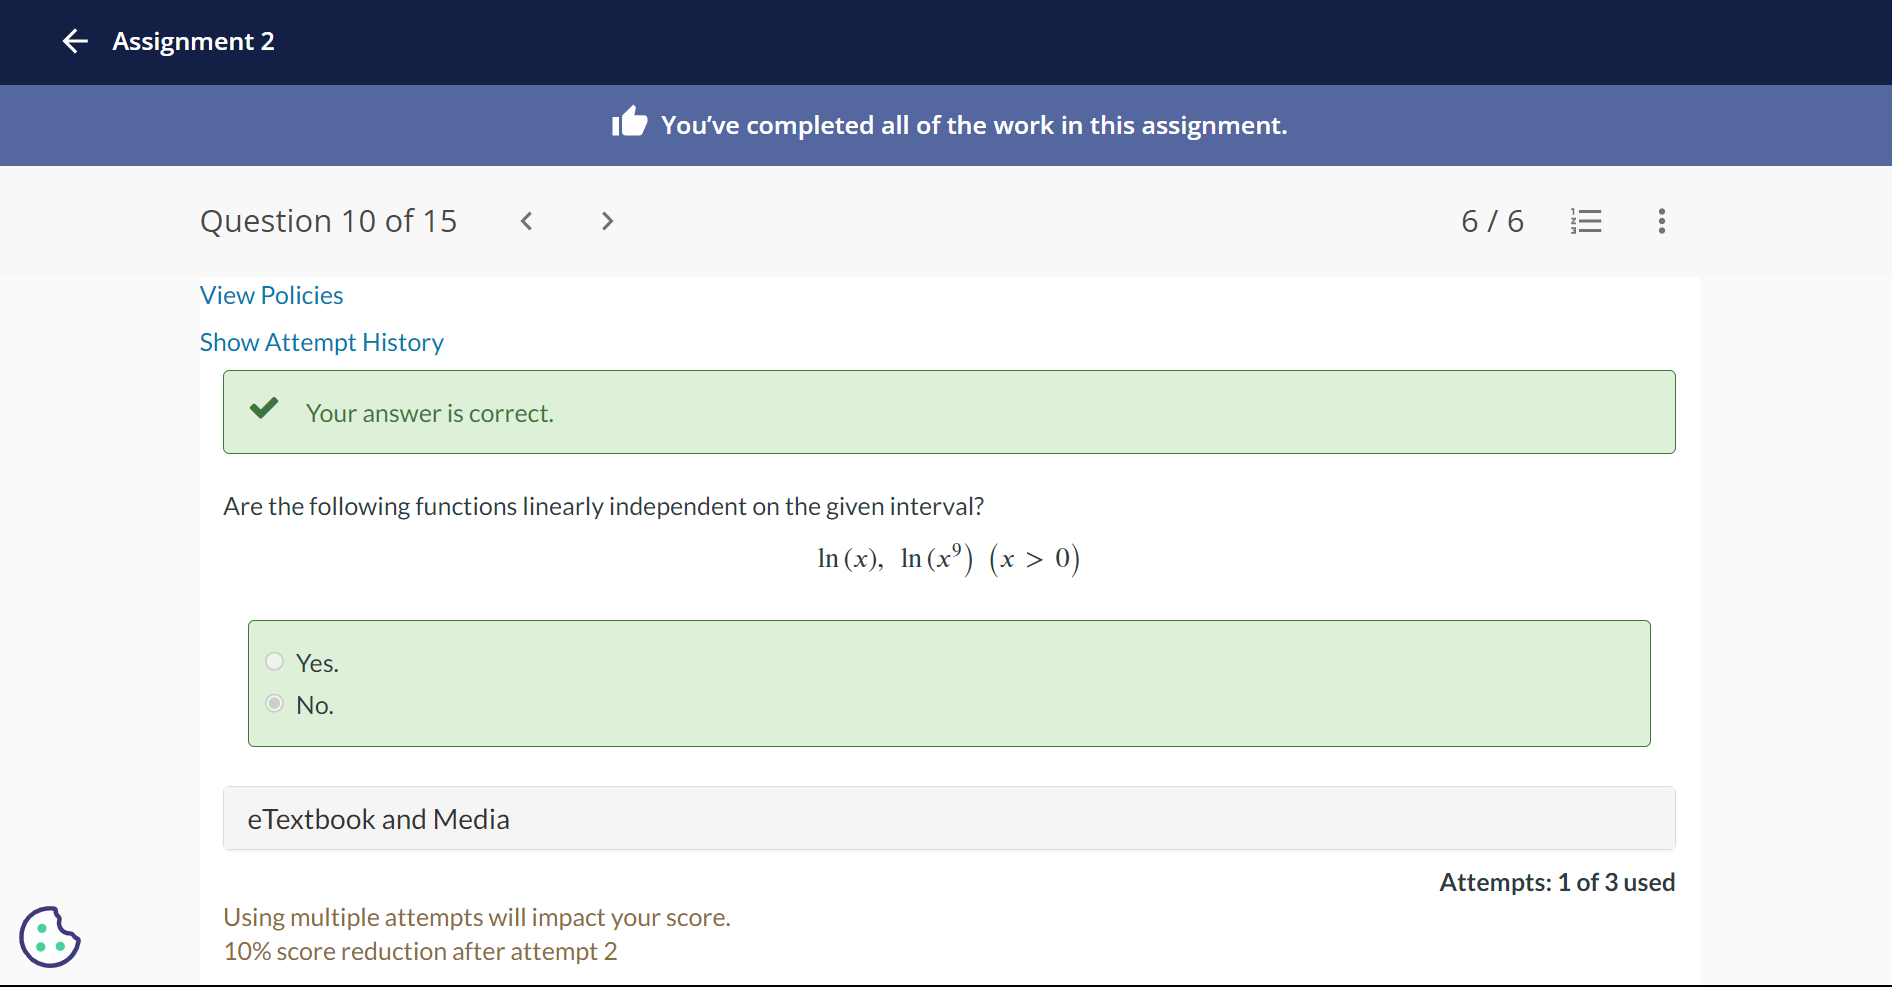 Assignment 2
You’ve completed all of the work in this assignment.
Question 10 of 15
6 / 6
View Policies
Show Attempt History
Your answer is correct.
Are the following functions linearly independent on the given interval?
ln (x), ln (x⁹) (x > 0)
Yes.
No.
eTextbook and Media
Attempts: 1 of 3 used
Using multiple attempts will impact your score.
10% score reduction after attempt 2